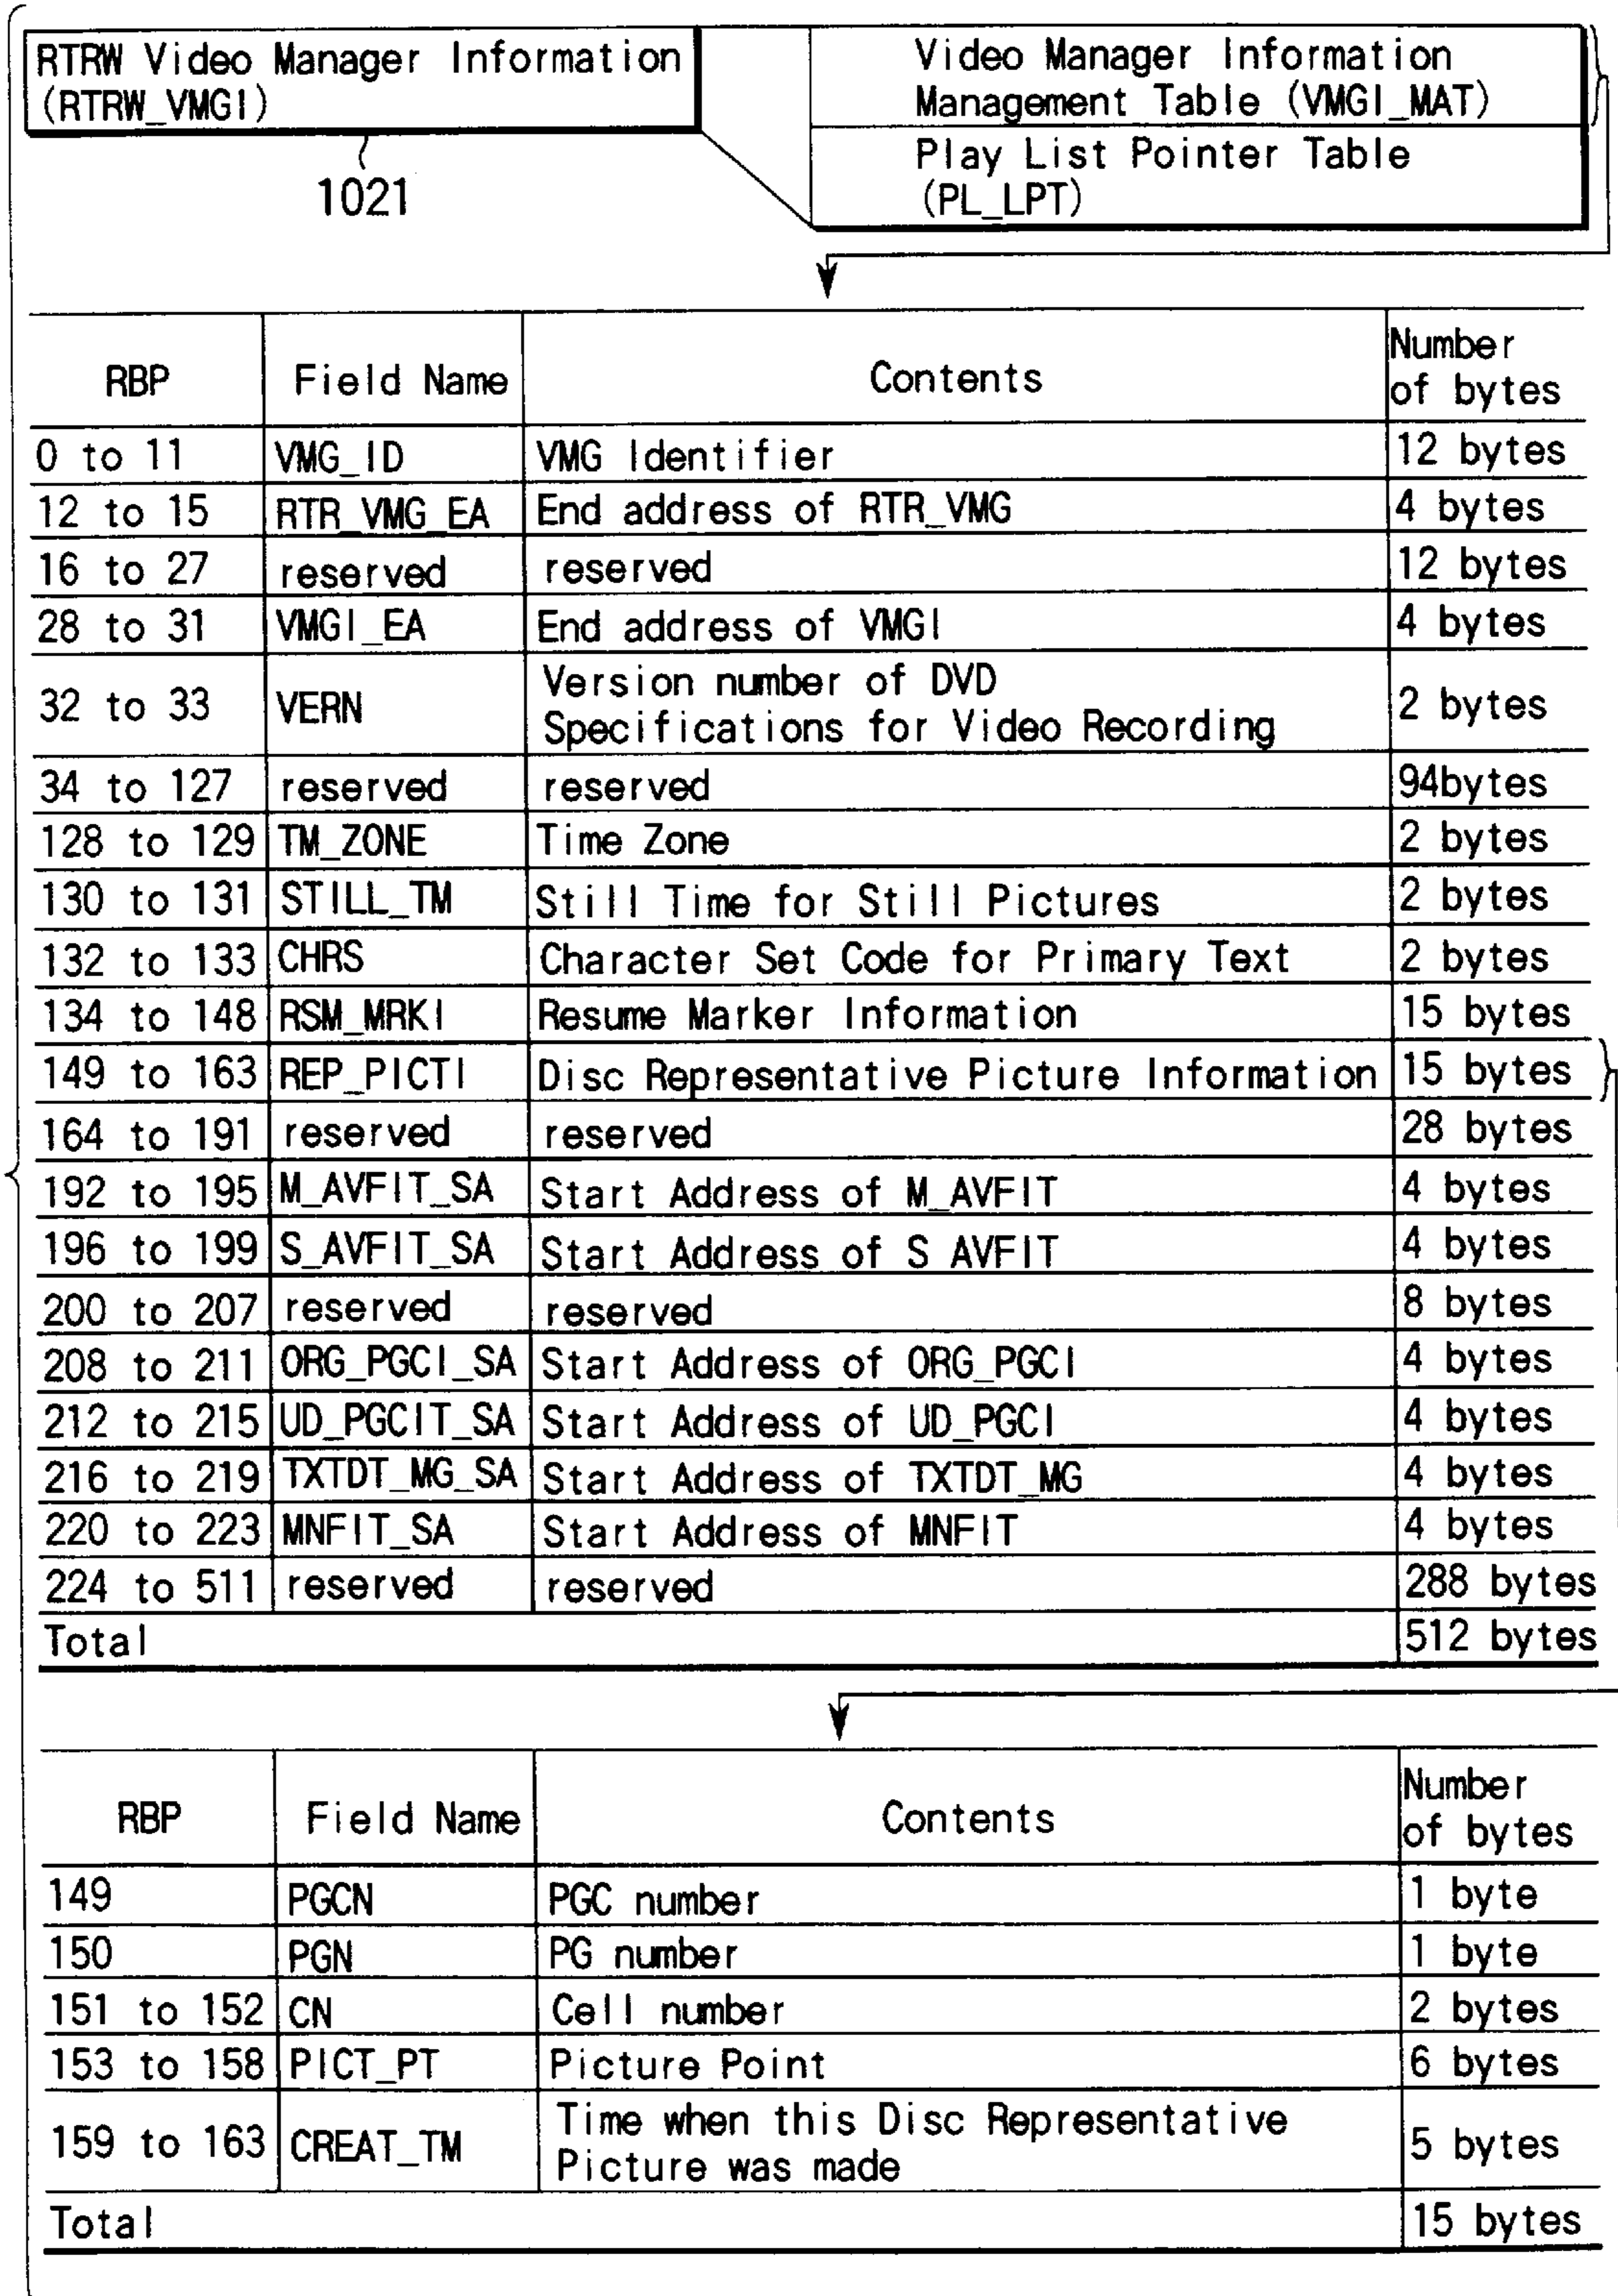 RTRW Video Manager Information
(RTRW_VMGI)
1021
Video Manager Information
Management Table (VMGI_MAT)
Play List Pointer Table
(PL_LPT)
RBP Field Name Contents Number of bytes
0 to 11 VMG_ID VMG Identifier 12 bytes
12 to 15 RTR_VMG_EA End address of RTR_VMG 4 bytes
16 to 27 reserved reserved 12 bytes
28 to 31 VMGI_EA End address of VMGI 4 bytes
32 to 33 VERN Version number of DVD
Specifications for Video Recording 2 bytes
34 to 127 reserved reserved 94bytes
128 to 129 TM_ZONE Time Zone 2 bytes
130 to 131 STILL_TM Still Time for Still Pictures 2 bytes
132 to 133 CHRS Character Set Code for Primary Text 2 bytes
134 to 148 RSM_MRKI Resume Marker Information 15 bytes
149 to 163 REP_PICTI Disc Representative Picture Information 15 bytes
164 to 191 reserved reserved 28 bytes
192 to 195 M_AVFIT_SA Start Address of M_AVFIT 4 bytes
196 to 199 S_AVFIT_SA Start Address of S AVFIT 4 bytes
200 to 207 reserved reserved 8 bytes
208 to 211 ORG_PGCI_SA Start Address of ORG_PGCI 4 bytes
212 to 215 UD_PGCIT_SA Start Address of UD_PGCI 4 bytes
216 to 219 TXTDT_MG_SA Start Address of TXTDT_MG 4 bytes
220 to 223 MNFIT_SA Start Address of MNFIT 4 bytes
224 to 511 reserved reserved 288 bytes
Total 512 bytes
RBP Field Name Contents Number of bytes
149 PGCN PGC number 1 byte
150 PGN PG number 1 byte
151 to 152 CN Cell number 2 bytes
153 to 158 PICT_PT Picture Point 6 bytes
159 to 163 CREAT_TM Time when this Disc Representative
Picture was made 5 bytes
Total 15 bytes